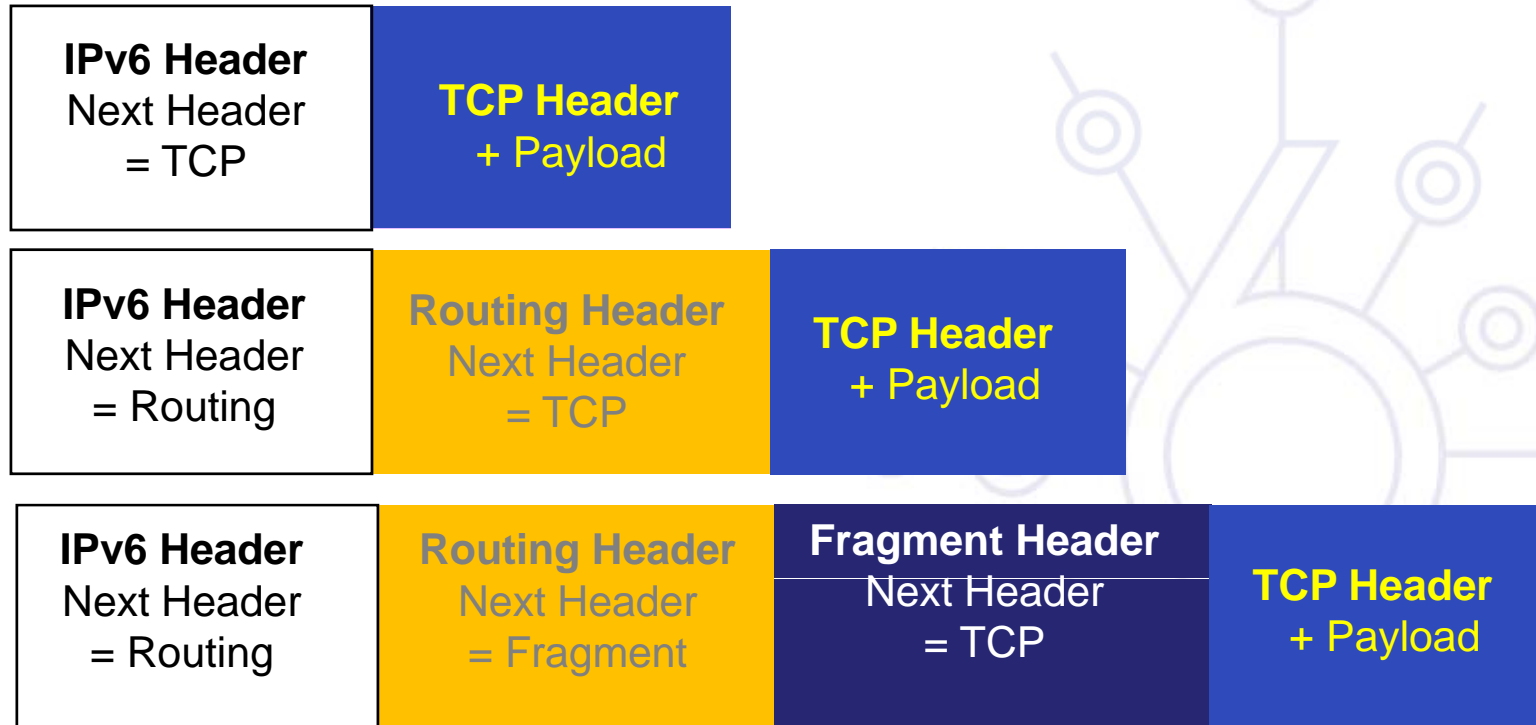 IPv6 Header
Next Header
= TCP
TCP Header
+ Payload
IPv6 Header
Next Header
= Routing
Routing Header
Next Header
= TCP
TCP Header
+ Payload
IPv6 Header
Next Header
= Routing
Routing Header
Next Header
= Fragment
Fragment Header
Next Header
= TCP
TCP Header
+ Payload